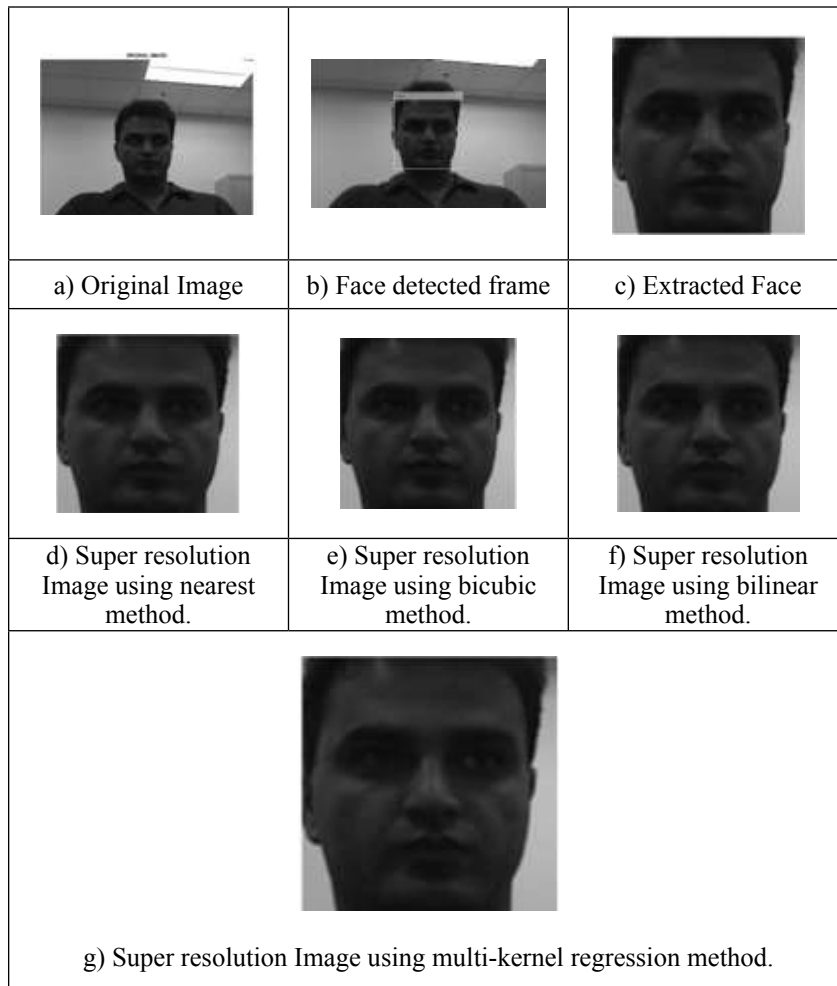 a) Original Image
b) Face detected frame
c) Extracted Face
d) Super resolution
Image using nearest
method.
e) Super resolution
Image using bicubic
method.
f) Super resolution
Image using bilinear
method.
g) Super resolution Image using multi-kernel regression method.